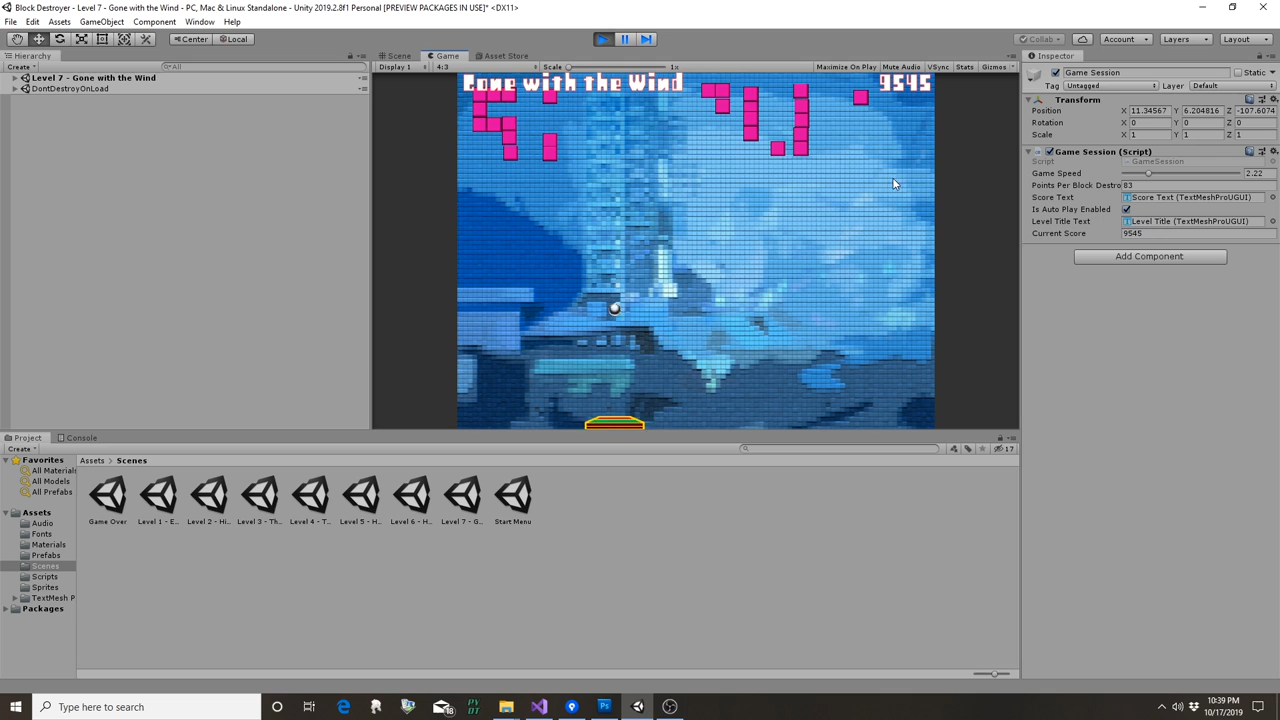 Block Destroyer - Level 7 - Gone with the Wind - PC, Mac & Linux Standalone - Unity 2019.2.8f1 Personal [PREVIEW PACKAGES IN USE]* <DX11>
File Edit Assets GameObject Component Window Help
Center Local Collab Account Layers Layout
Hierarchy Scene Game Asset Store Inspector
Create All Display 1 4:3 Scale 1x Maximize On Play Mute Audio VSync Stats Gizmos Game Session Static
Level 7 - Gone with the Wind
DontDestroyOnLoad
Gone with the Wind 9545
Tag Untagged Layer Default
Transform
Position X 11.34567 Y 6.204816 Z -107.6074
Rotation X 0 Y 0 Z 0
Scale X 1 Y 1 Z 1
Game Session (Script)
Script GameSession
Game Speed 2.22
Points Per Block Destro 83
Score Text Score Text (TextMeshProUGUI)
Is Auto Play Enabled
Level Title Text Level Title (TextMeshProUGUI)
Current Score 9545
Add Component
Project Console
Create 17
Favorites
All Material
All Models
All Prefabs
Assets
Audio
Fonts
Materials
Prefabs
Scenes
Scripts
Sprites
TextMesh P
Packages
Assets > Scenes
Game Over Level 1 - E... Level 2 - Hi... Level 3 - Th... Level 4 - T... Level 5 - H... Level 6 - H... Level 7 - G... Start Menu
Type here to search
18
PY
DT
10:39 PM
10/17/2019